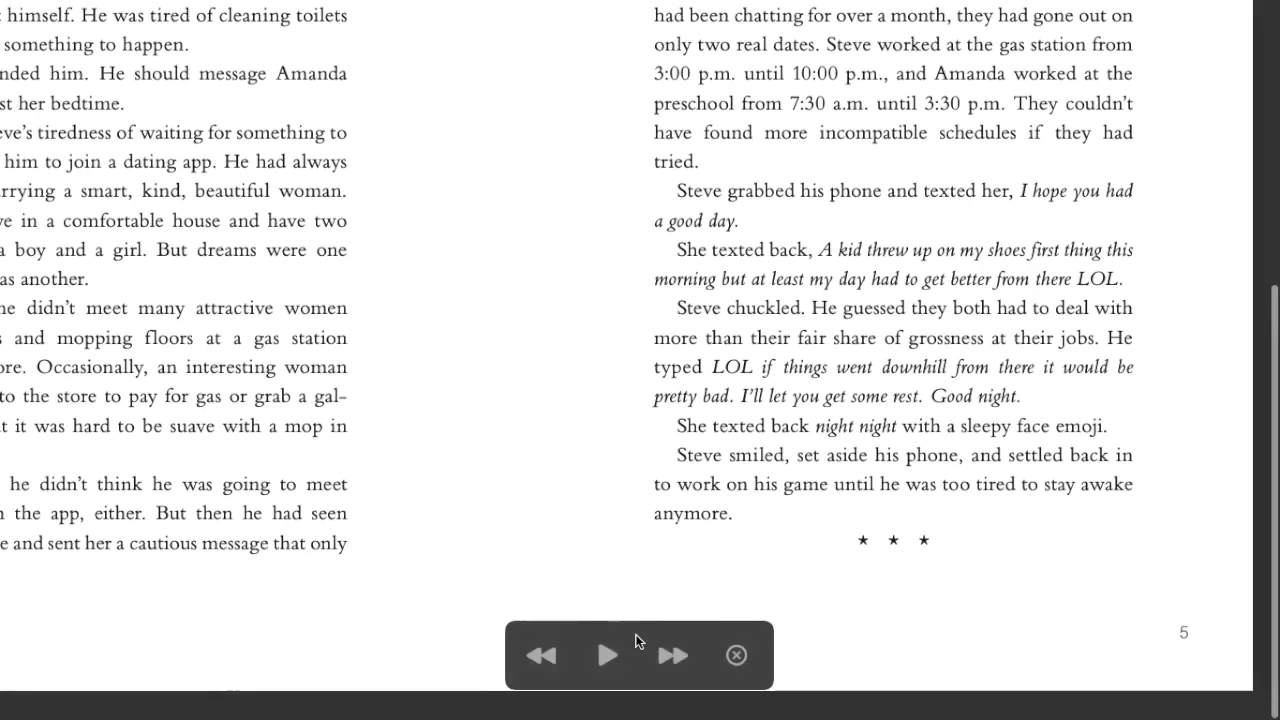 himself. He was tired of cleaning toilets
something to happen.
him. He should message Amanda
her bedtime.
tiredness of waiting for something to
him to join a dating app. He had always
a smart, kind, beautiful woman.
in a comfortable house and have two
a boy and a girl. But dreams were one
as another.
he didn't meet many attractive women
and mopping floors at a gas station
Occasionally, an interesting woman
to the store to pay for gas or grab a gal-
it was hard to be suave with a mop in
he didn't think he was going to meet
the app, either. But then he had seen
and sent her a cautious message that only
had been chatting for over a month, they had gone out on
only two real dates. Steve worked at the gas station from
3:00 p.m. until 10:00 p.m., and Amanda worked at the
preschool from 7:30 a.m. until 3:30 p.m. They couldn't
have found more incompatible schedules if they had
tried.
Steve grabbed his phone and texted her, I hope you had
a good day.
She texted back, A kid threw up on my shoes first thing this
morning but at least my day had to get better from there LOL.
Steve chuckled. He guessed they both had to deal with
more than their fair share of grossness at their jobs. He
typed LOL if things went downhill from there it would be
pretty bad. I'll let you get some rest. Good night.
She texted back night night with a sleepy face emoji.
Steve smiled, set aside his phone, and settled back in
to work on his game until he was too tired to stay awake
anymore.
★ ★ ★
5